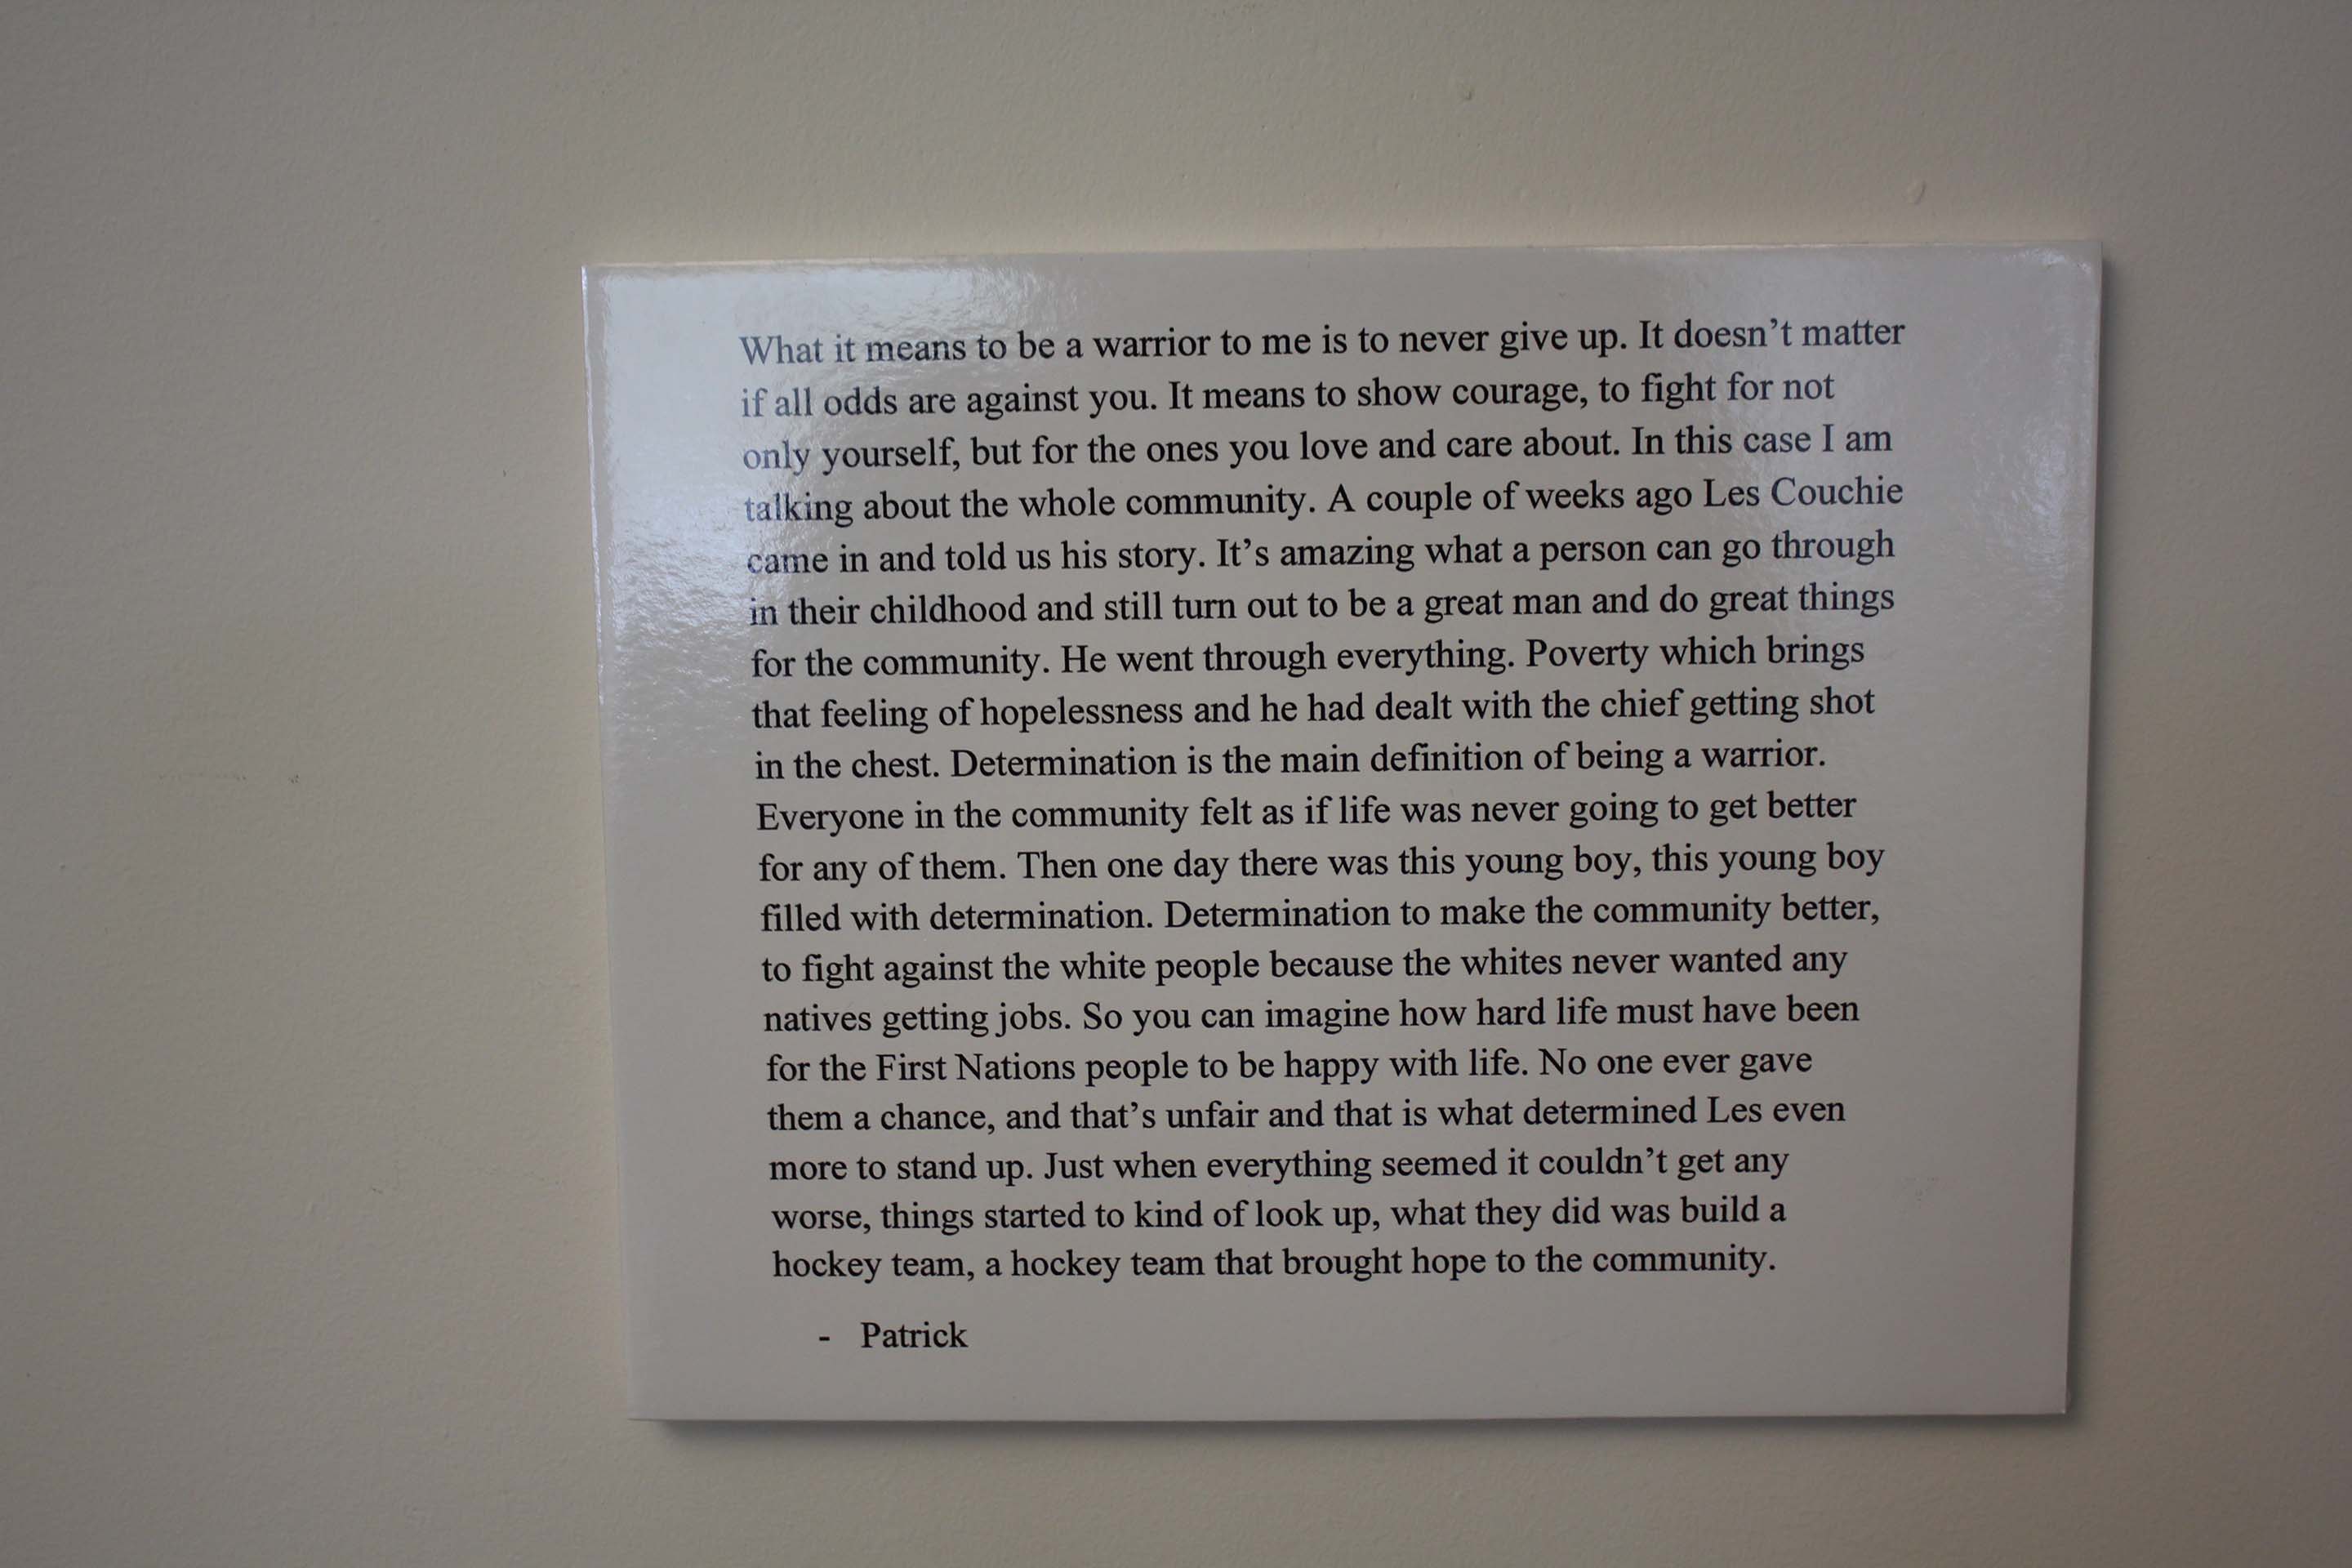 What it means to be a warrior to me is to never give up. It doesn’t matter
if all odds are against you. It means to show courage, to fight for not
only yourself, but for the ones you love and care about. In this case I am
talking about the whole community. A couple of weeks ago Les Couchie
came in and told us his story. It’s amazing what a person can go through
in their childhood and still turn out to be a great man and do great things
for the community. He went through everything. Poverty which brings
that feeling of hopelessness and he had dealt with the chief getting shot
in the chest. Determination is the main definition of being a warrior.
Everyone in the community felt as if life was never going to get better
for any of them. Then one day there was this young boy, this young boy
filled with determination. Determination to make the community better,
to fight against the white people because the whites never wanted any
natives getting jobs. So you can imagine how hard life must have been
for the First Nations people to be happy with life. No one ever gave
them a chance, and that’s unfair and that is what determined Les even
more to stand up. Just when everything seemed it couldn’t get any
worse, things started to kind of look up, what they did was build a
hockey team, a hockey team that brought hope to the community.
- Patrick